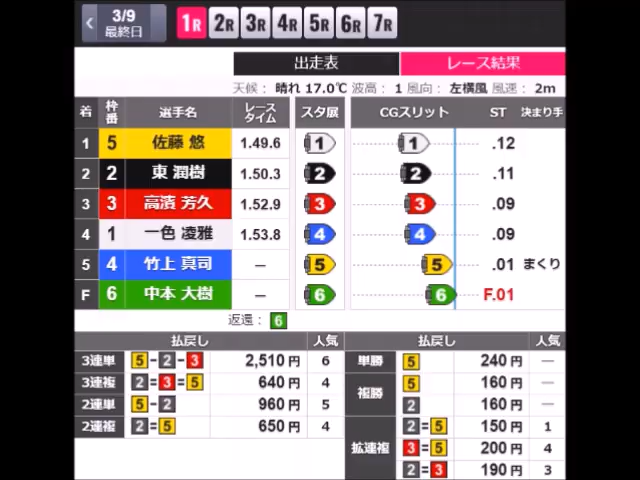 3/9
最終日
1R 2R 3R 4R 5R 6R 7R
出走表 レース結果
天候： 晴れ 17.0℃ 波高： 1 風向： 左横風 風速： 2m
着 枠番 選手名 レースタイム スタ展 CGスリット ST 決まり手
1 5 佐藤 悠 1.49.6 1 1 .12
2 2 東 潤樹 1.50.3 2 2 .11
3 3 高濱 芳久 1.52.9 3 3 .09
4 1 一色 凌雅 1.53.8 4 4 .09
5 4 竹上 真司 － 5 5 .01 まくり
F 6 中本 大樹 － 6 6 F.01
返還： 6
払戻し 人気 払戻し 人気
3連単 5-2-3 2,510円 6 単勝 5 240円 —
3連複 2=3=5 640円 4 複勝 5 160円 —
2連単 5-2 960円 5 2 160円 —
2連複 2=5 650円 4 拡連複 2=5 150円 1
3=5 200円 4
2=3 190円 3